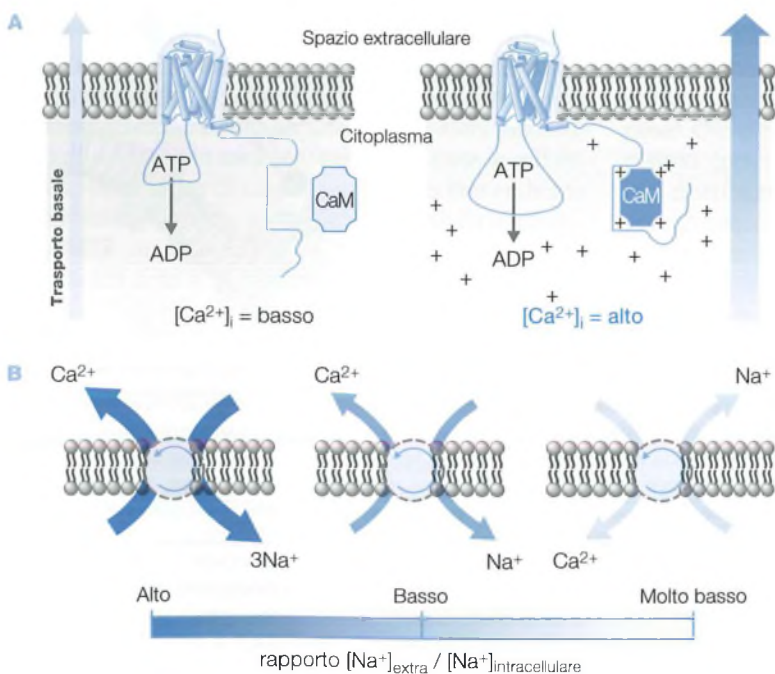 A
Spazio extracellulare
Citoplasma
Trasporto basale
ATP
ADP
CaM
[Ca²⁺]ᵢ = basso
ATP
ADP
CaM
+ + + + + + + + + + + + + + +
[Ca²⁺]ᵢ = alto
B
Ca²⁺
3Na⁺
Ca²⁺
Na⁺
Na⁺
Ca²⁺
Alto Basso Molto basso
rapporto [Na⁺]extra / [Na⁺]intracellulare